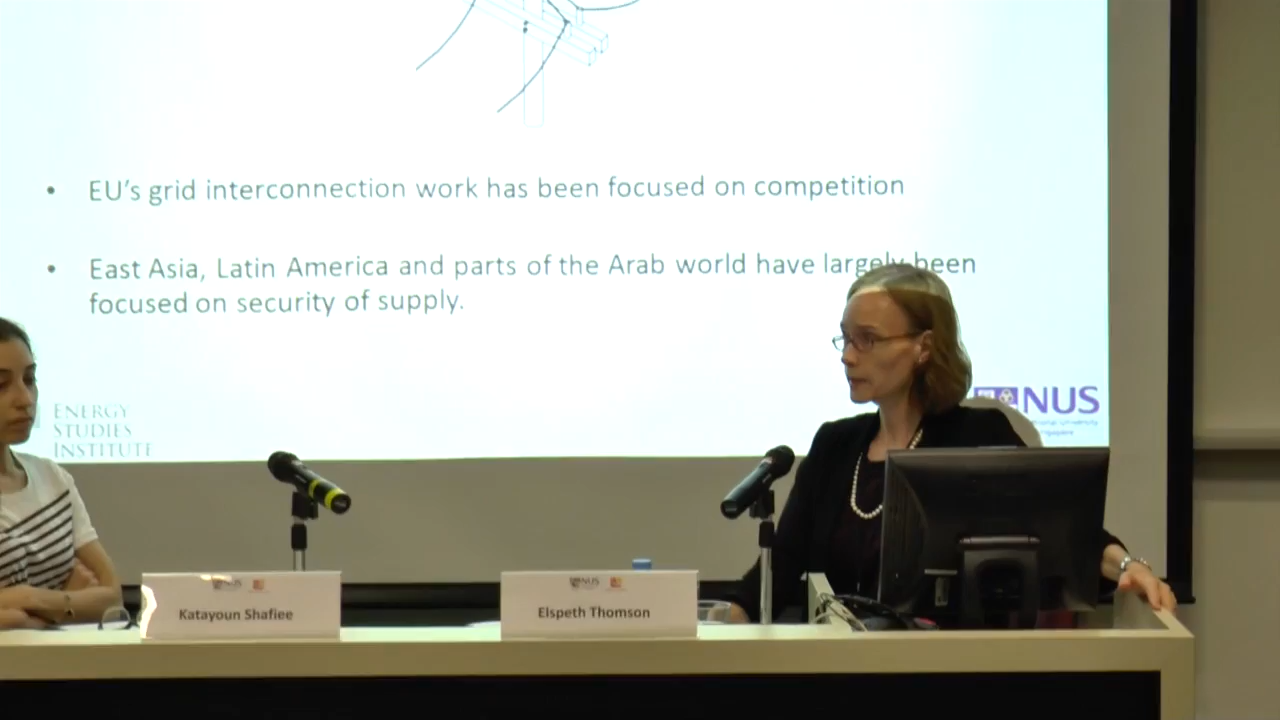 EU's grid interconnection work has been focused on competition
East Asia, Latin America and parts of the Arab world have largely been
focused on security of supply.
ENERGY
STUDIES
INSTITUTE
NUS
Katayoun Shafiee
NUS
Elspeth Thomson